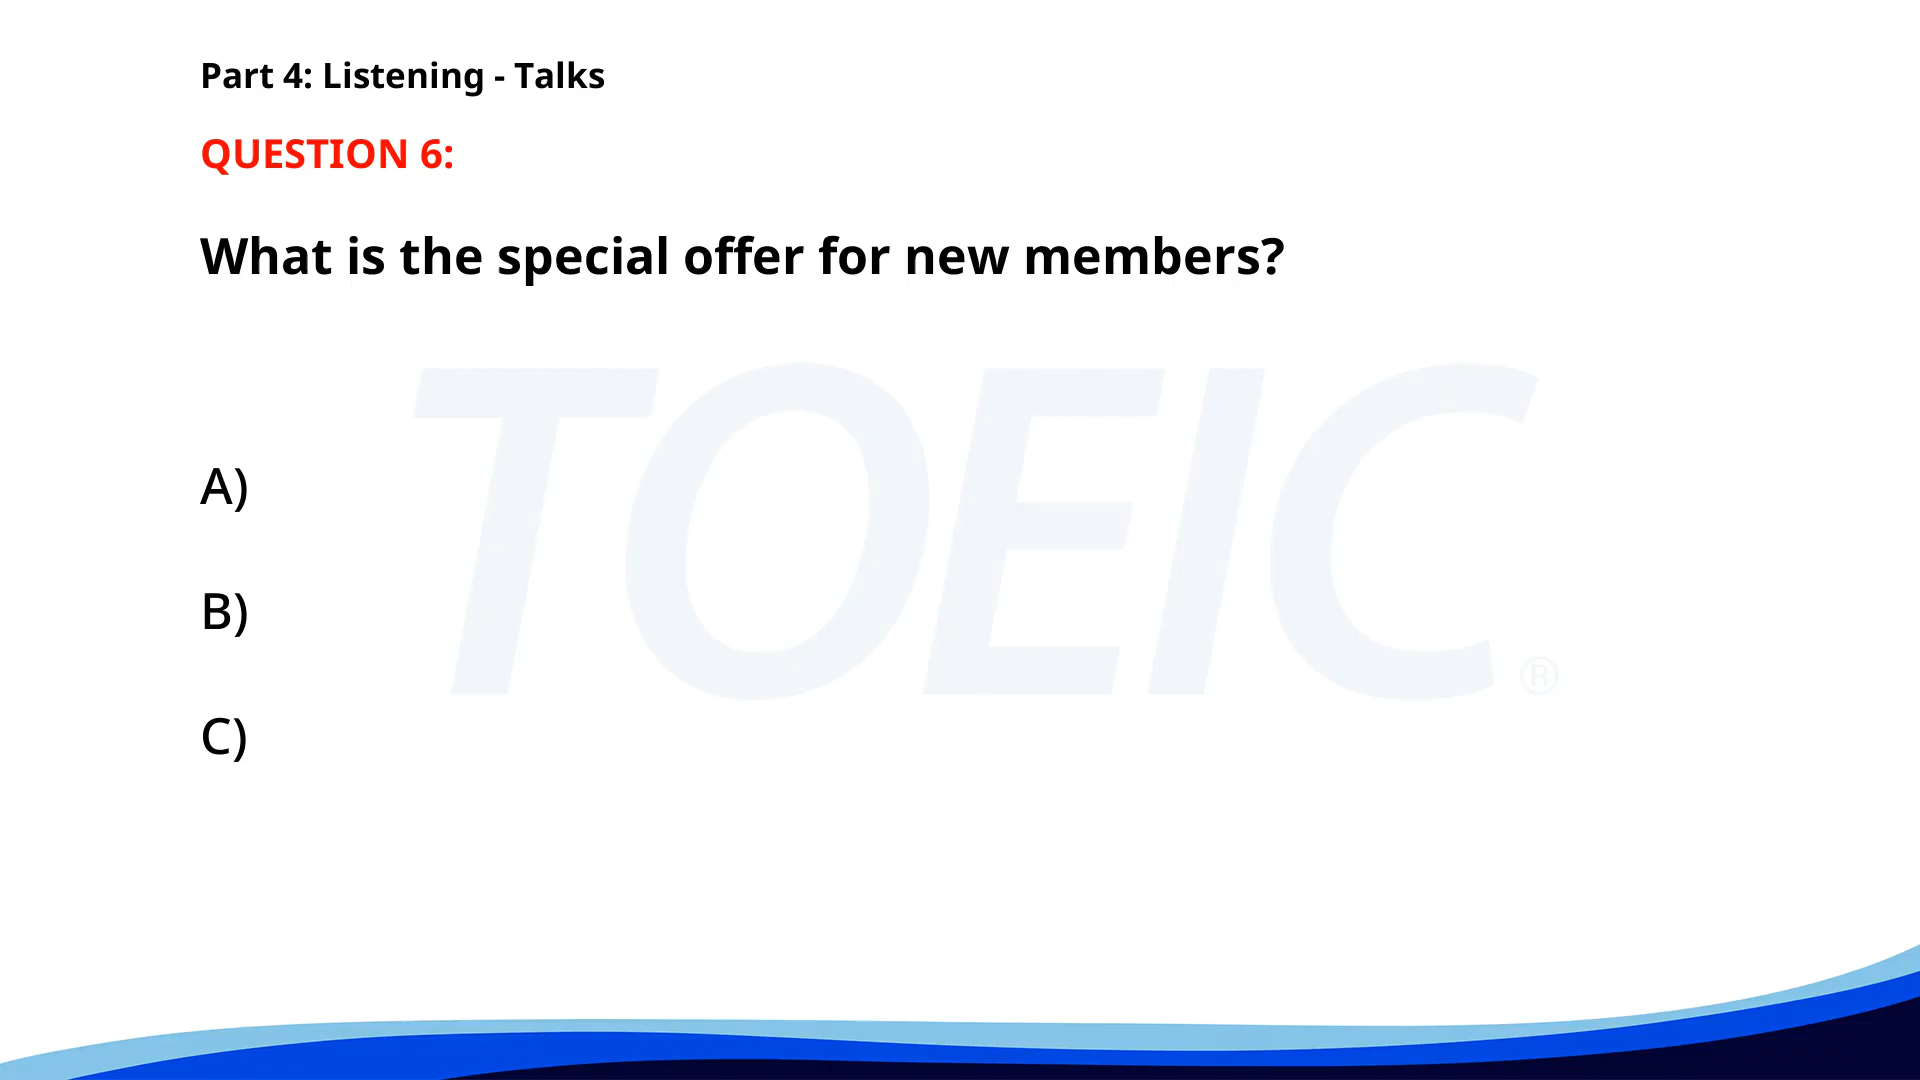 Part 4: Listening - Talks
QUESTION 6:
What is the special offer for new members?
TOEIC®
A)
B)
C)